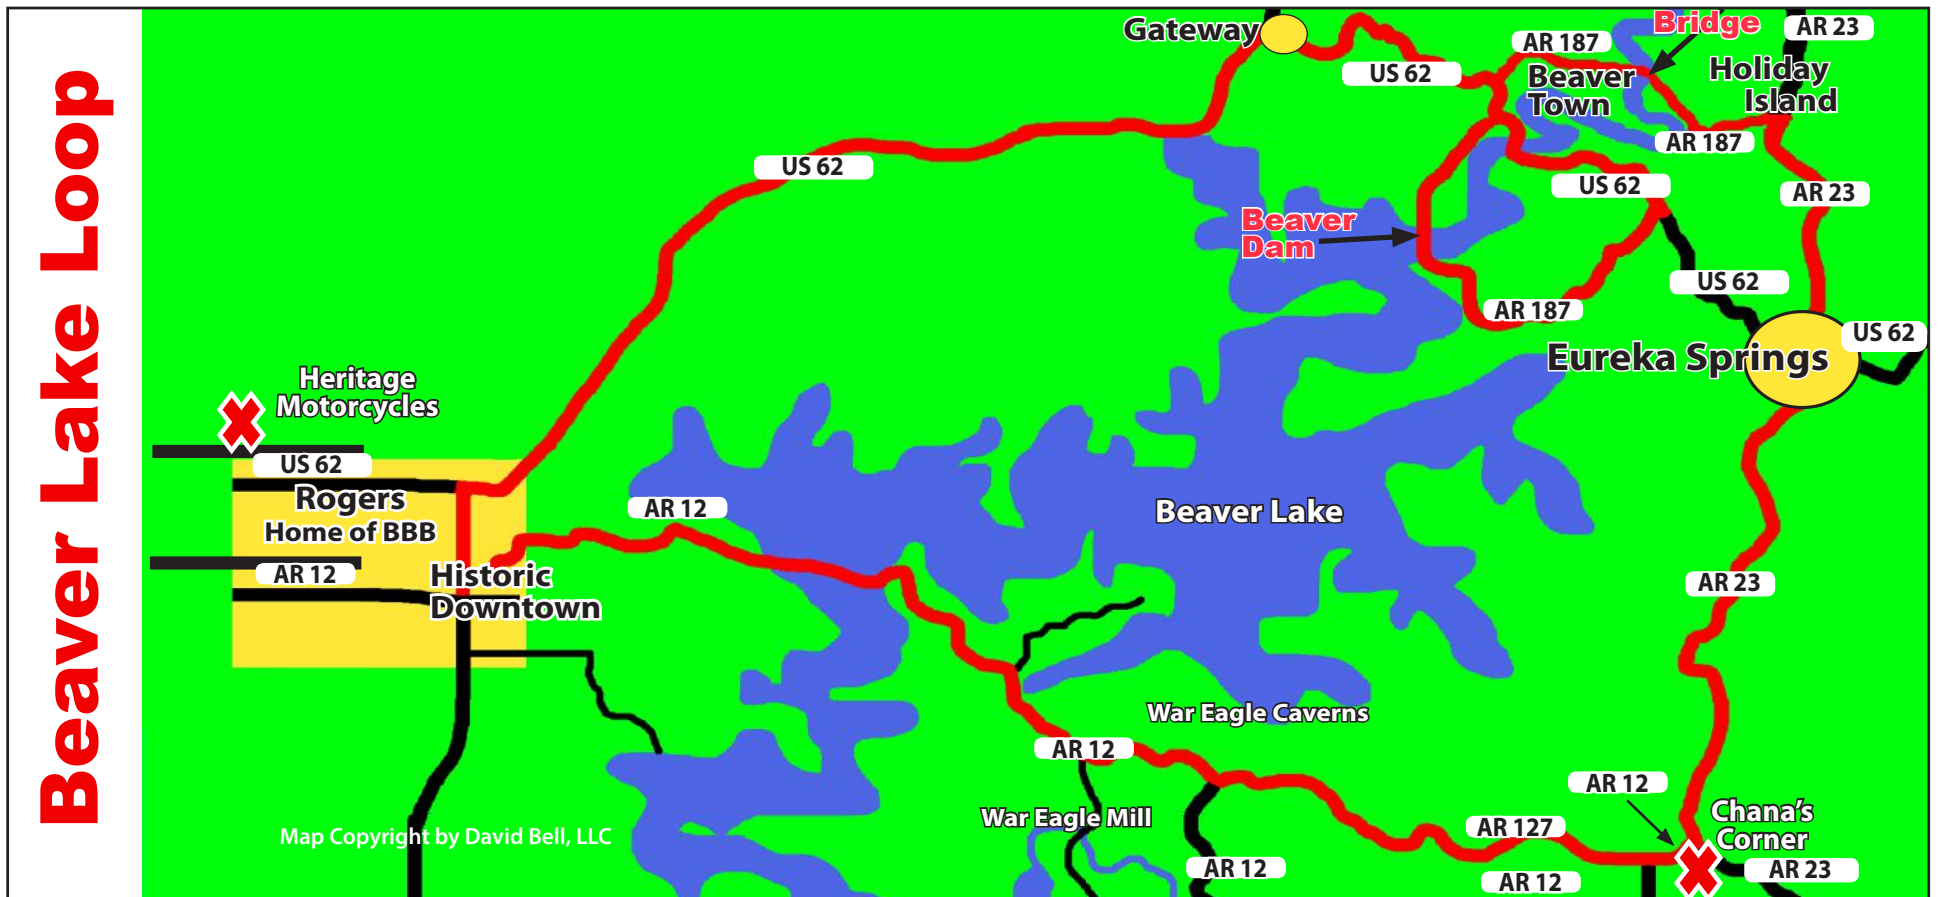 Beaver Lake Loop
Gateway
US 62
AR 187
Bridge
AR 23
Beaver
Town
Holiday
Island
AR 187
US 62
US 62
AR 23
Beaver
Dam
US 62
AR 187
US 62
Eureka Springs
Heritage
Motorcycles
US 62
Rogers
Home of BBB
AR 12
Historic
Downtown
AR 12
Beaver Lake
AR 23
War Eagle Caverns
AR 12
War Eagle Mill
AR 12
Chana's
Corner
AR 127
Map Copyright by David Bell, LLC
AR 12
AR 12
AR 23